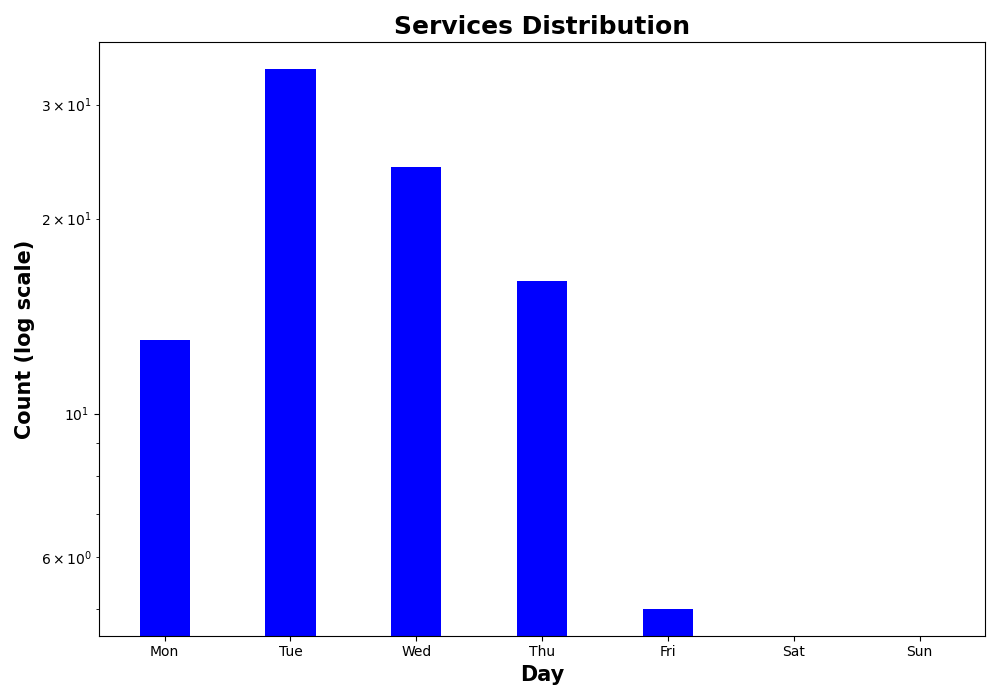 Services Distribution
Count (log scale)
3 × 10¹
2 × 10¹
10¹
6 × 10⁰
Mon Tue Wed Thu Fri Sat Sun
Day